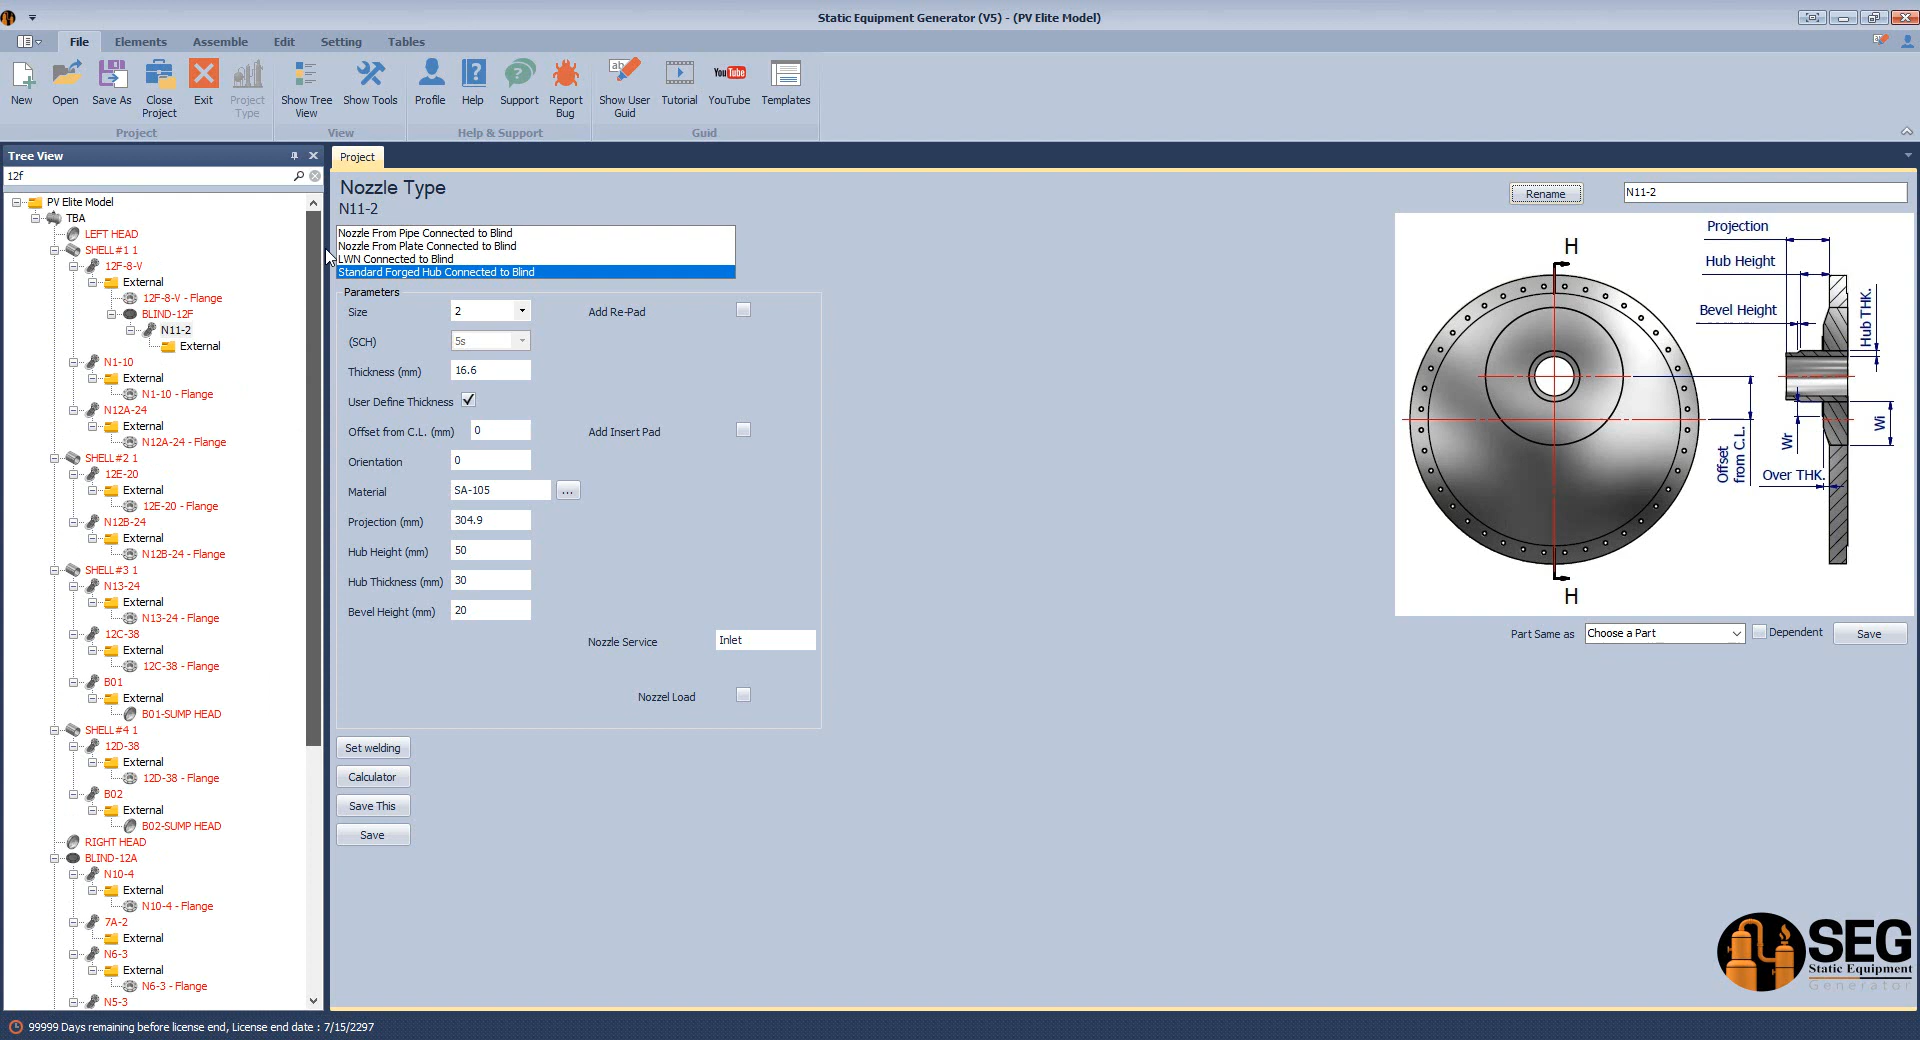 Static Equipment Generator (V5) - (PV Elite Model)
File Elements Assemble Edit Setting Tables
New Open Save As Close Project Exit Project Type Show Tree View Show Tools Profile Help Support Report Bug Show User Guid Tutorial YouTube Templates
Project View Help & Support Guid
Tree View
12f
PV Elite Model
TBA
LEFT HEAD
SHELL#1 1
12F-8-V
External
12F-8-V - Flange
BLIND-12F
N11-2
External
N1-10
External
N1-10 - Flange
N12A-24
External
N12A-24 - Flange
SHELL#2 1
12E-20
External
12E-20 - Flange
N12B-24
External
N12B-24 - Flange
SHELL#3 1
N13-24
External
N13-24 - Flange
12C-38
External
12C-38 - Flange
B01
External
B01-SUMP HEAD
SHELL#4 1
12D-38
External
12D-38 - Flange
B02
External
B02-SUMP HEAD
RIGHT HEAD
BLIND-12A
N10-4
External
N10-4 - Flange
7A-2
External
N6-3
External
N6-3 - Flange
N5-3
Project
Nozzle Type
N11-2
Rename N11-2
Nozzle From Pipe Connected to Blind
Nozzle From Plate Connected to Blind
LWN Connected to Blind
Standard Forged Hub Connected to Blind
Parameters
Size 2 Add Re-Pad
(SCH) 5s
Thickness (mm) 16.6
User Define Thickness
Offset from C.L. (mm) 0 Add Insert Pad
Orientation 0
Material SA-105 ...
Projection (mm) 304.9
Hub Height (mm) 50
Hub Thickness (mm) 30
Bevel Height (mm) 20
Nozzle Service Inlet
Nozzel Load
Set welding
Calculator
Save This
Save
H
H
Projection
Hub Height
Bevel Height
Hub THK.
Wi
Wr
Offset from C.L.
Over THK.
Part Same as Choose a Part Dependent Save
SEG
Static Equipment
Generator
99999 Days remaining before license end, License end date : 7/15/2297